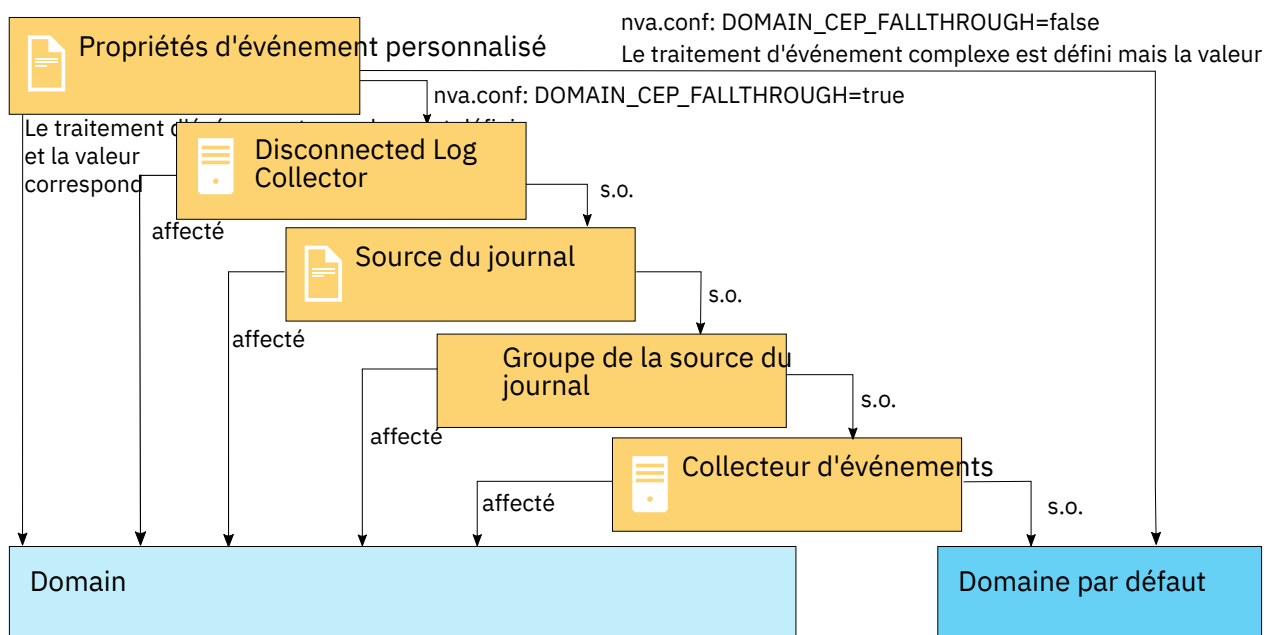 nva.conf: DOMAIN_CEP_FALLTHROUGH=false
Le traitement d'événement complexe est défini mais la valeur
Propriétés d'événement personnalisé
nva.conf: DOMAIN_CEP_FALLTHROUGH=true
Le traitement
et la valeur
correspond
Disconnected Log
Collector
s.o.
affecté
Source du journal
s.o.
affecté
Groupe de la source du
journal
s.o.
affecté
Collecteur d'événements
affecté
s.o.
Domain
Domaine par défaut